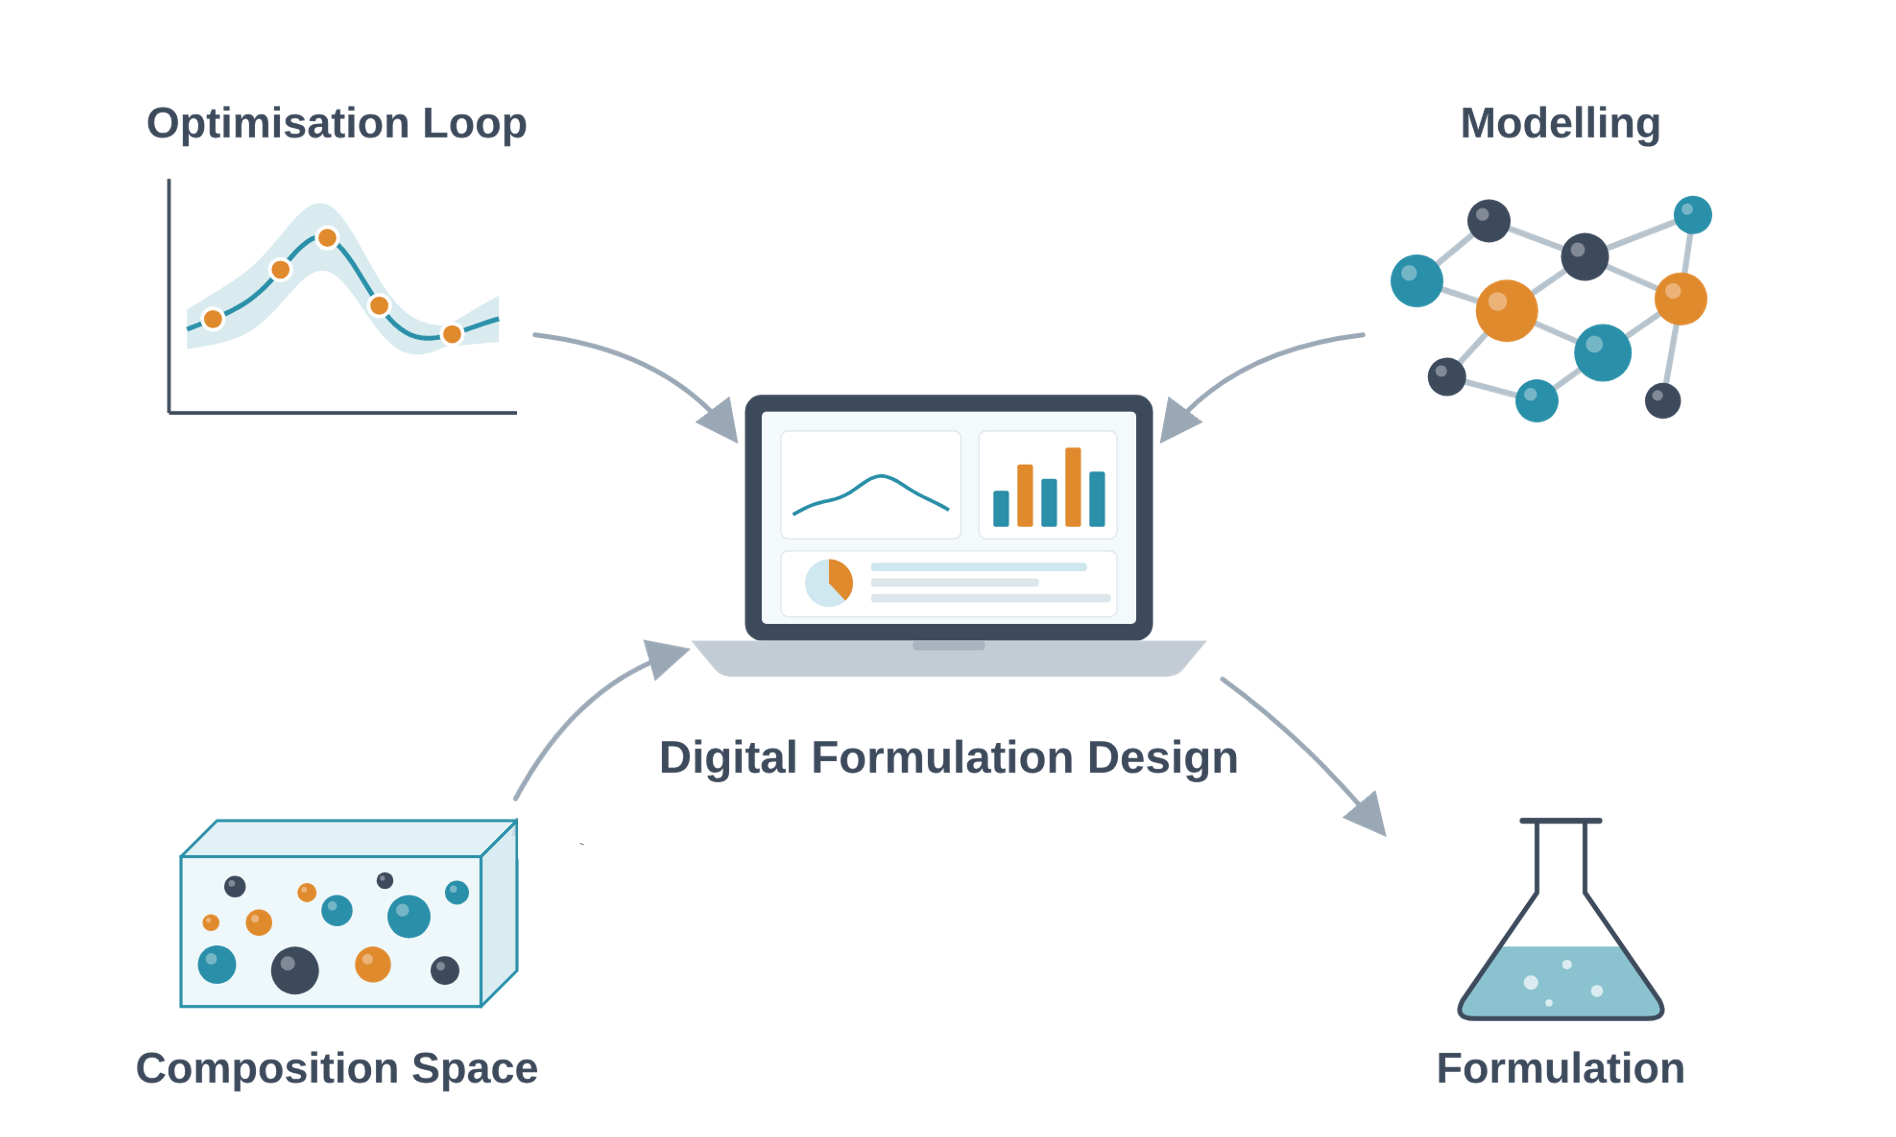 Optimisation Loop
Modelling
Digital Formulation Design
Composition Space
Formulation